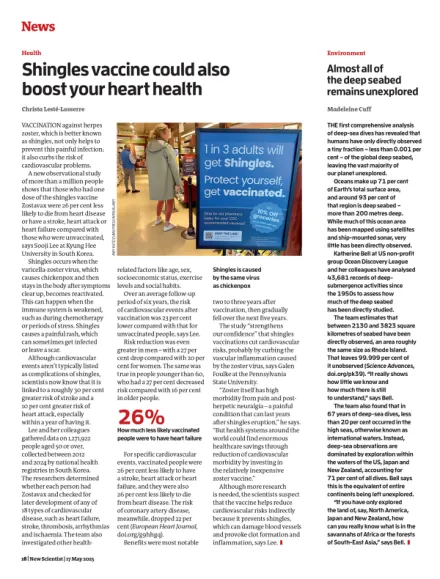 News
Health
Shingles vaccine could also
boost your heart health
Christa Lesté-Lasserre
VACCINATION against herpes
zoster, which is better known
as shingles, not only helps to
prevent this painful infection;
it also curbs the risk of
cardiovascular problems.
A new observational study
of more than a million people
shows that those who had one
dose of the shingles vaccine
Zostavax were 26 per cent less
likely to die from heart disease
or have a stroke, heart attack or
heart failure compared with
those who were unvaccinated,
says Sooji Lee at Kyung Hee
University in South Korea.
Shingles occurs when the
varicella-zoster virus, which
causes chickenpox and then
stays in the body after symptoms
clear up, becomes reactivated.
This can happen when the
immune system is weakened,
such as during chemotherapy
or periods of stress. Shingles
causes a painful rash, which
can sometimes get infected
or leave a scar.
Although cardiovascular
events aren't typically listed
as complications of shingles,
scientists now know that it is
linked to a roughly 30 per cent
greater risk of stroke and a
10 per cent greater risk of
heart attack, especially
within a year of having it.
Lee and her colleagues
gathered data on 1,271,922
people aged 50 or over,
collected between 2012
and 2024 by national health
registries in South Korea.
The researchers determined
whether each person had
Zostavax and checked for
later development of any of
18 types of cardiovascular
disease, such as heart failure,
stroke, thrombosis, arrhythmias
and ischaemia. The team also
investigated other health-
1 in 3 adults will
get Shingles.
Protect yourself,
get vaccinated.
10% OFF
groceries
Shingles is caused
by the same virus
as chickenpox
related factors like age, sex,
socioeconomic status, exercise
levels and social habits.
Over an average follow-up
period of six years, the risk
of cardiovascular events after
vaccination was 23 per cent
lower compared with that for
unvaccinated people, says Lee.
Risk reduction was even
greater in men – with a 27 per
cent drop compared with 20 per
cent for women. The same was
true in people younger than 60,
who had a 27 per cent decreased
risk compared with 16 per cent
in older people.
26%
How much less likely vaccinated
people were to have heart failure
For specific cardiovascular
events, vaccinated people were
26 per cent less likely to have
a stroke, heart attack or heart
failure, and they were also
26 per cent less likely to die
from heart disease. The risk
of coronary artery disease,
meanwhile, dropped 22 per
cent (European Heart Journal,
doi.org/g9hhg4).
Benefits were most notable
two to three years after
vaccination, then gradually
fell over the next five years.
The study "strengthens
our confidence" that shingles
vaccinations cut cardiovascular
risks, probably by curbing the
vascular inflammation caused
by the zoster virus, says Galen
Foulke at the Pennsylvania
State University.
"Zoster itself has high
morbidity from pain and post-
herpetic neuralgia – a painful
condition that can last years
after shingles eruption," he says.
"But health systems around the
world could find enormous
healthcare savings through
reduction of cardiovascular
morbidity by investing in
the relatively inexpensive
zoster vaccine."
Although more research
is needed, the scientists suspect
that the vaccine helps reduce
cardiovascular risks indirectly
because it prevents shingles,
which can damage blood vessels
and provoke clot formation and
inflammation, says Lee.
Environment
Almost all of
the deep seabed
remains unexplored
Madeleine Cuff
THE first comprehensive analysis
of deep-sea dives has revealed that
humans have only directly observed
a tiny fraction – less than 0.001 per
cent – of the global deep seabed,
leaving the vast majority of
our planet unexplored.
Oceans make up 71 per cent
of Earth's total surface area,
and around 93 per cent of
that region is deep seabed –
more than 200 metres deep.
While much of this ocean area
has been mapped using satellites
and ship-mounted sonar, very
little has been directly observed.
Katherine Bell at US non-profit
group Ocean Discovery League
and her colleagues have analysed
43,681 records of deep-
submergence activities since
the 1950s to assess how
much of the deep seabed
has been directly studied.
The team estimates that
between 2130 and 3823 square
kilometres of seabed have been
directly observed, an area roughly
the same size as Rhode Island.
That leaves 99.999 per cent of
it unobserved (Science Advances,
doi.org/pk39). "It really shows
how little we know and
how much there is still
to understand," says Bell.
The team also found that in
67 years of deep-sea dives, less
than 20 per cent occurred in the
high seas, otherwise known as
international waters. Instead,
deep-sea observations are
dominated by exploration within
the waters of the US, Japan and
New Zealand, accounting for
71 per cent of all dives. Bell says
this is the equivalent of entire
continents being left unexplored.
"If you have only explored
the land of, say, North America,
Japan and New Zealand, how
can you really know what is in the
savannahs of Africa or the forests
of South-East Asia," says Bell.
18 | New Scientist | 17 May 2025